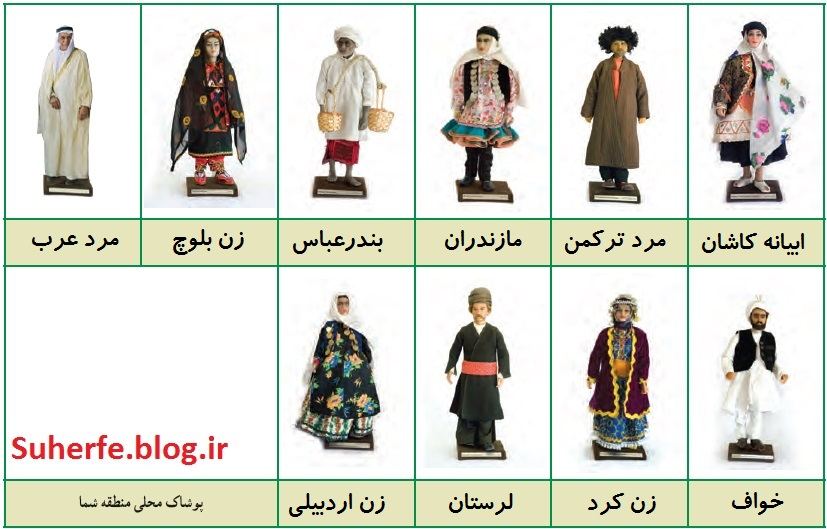 ابیانه کاشان
مرد ترکمن
مازندران
بندرعباس
زن بلوچ
مرد عرب
Suherfe.blog.ir
خواف
زن کرد
لرستان
زن اردبیلی
پوشاک محلی منطقه شما